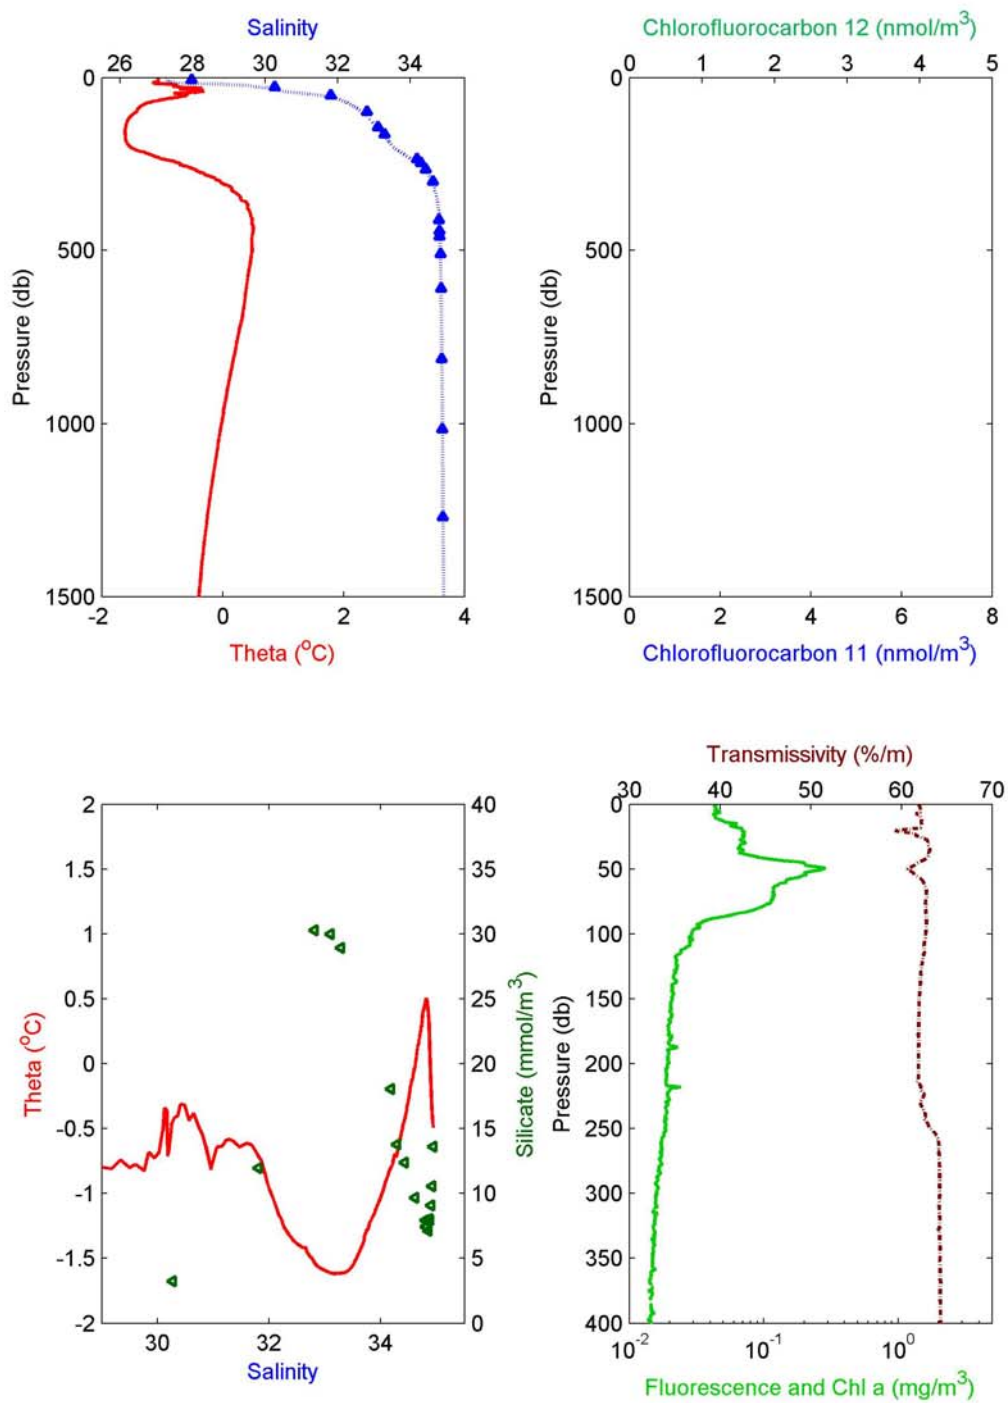 Salinity
26 28 30 32 34
0
500
1000
1500
Pressure (db)
-2 0 2 4
Theta (°C)
Chlorofluorocarbon 12 (nmol/m³)
0 1 2 3 4 5
0
500
1000
1500
Pressure (db)
0 2 4 6 8
Chlorofluorocarbon 11 (nmol/m³)
2
1.5
1
0.5
0
-0.5
-1
-1.5
-2
Theta (°C)
40
35
30
25
20
15
10
5
0
Silicate (mmol/m³)
30 32 34
Salinity
Transmissivity (%/m)
30 40 50 60 70
0
50
100
150
200
250
300
350
400
Pressure (db)
10⁻² 10⁻¹ 10⁰
Fluorescence and Chl a (mg/m³)